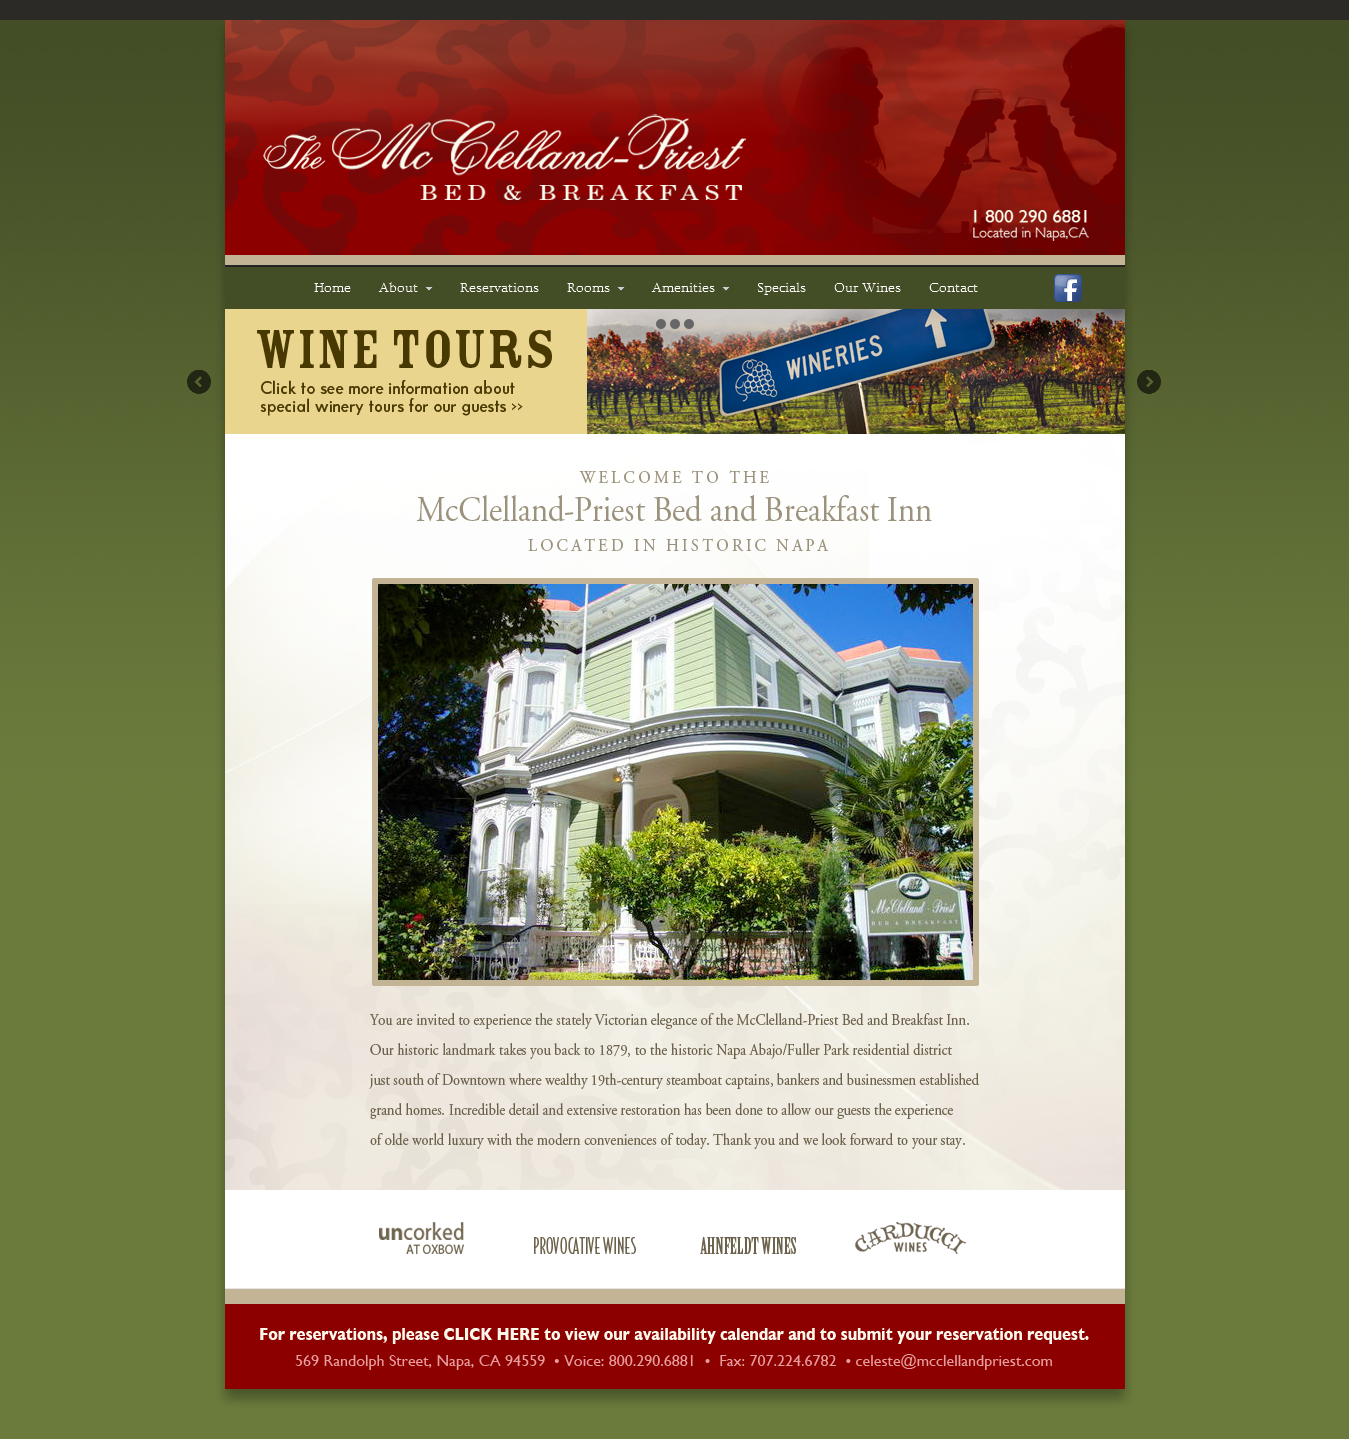 The McClelland-Priest
BED & BREAKFAST
1 800 290 6881
Located in Napa,CA
Home About Reservations Rooms Amenities Specials Our Wines Contact
WINE TOURS
Click to see more information about
special winery tours for our guests >>
WINERIES
WELCOME TO THE
McClelland-Priest Bed and Breakfast Inn
LOCATED IN HISTORIC NAPA
McClelland - Priest
BED & BREAKFAST
You are invited to experience the stately Victorian elegance of the McClelland-Priest Bed and Breakfast Inn.
Our historic landmark takes you back to 1879, to the historic Napa Abajo/Fuller Park residential district
just south of Downtown where wealthy 19th-century steamboat captains, bankers and businessmen established
grand homes. Incredible detail and extensive restoration has been done to allow our guests the experience
of olde world luxury with the modern conveniences of today. Thank you and we look forward to your stay.
uncorked
AT OXBOW
PROVOCATIVE WINES
AHNFELDT WINES
CARDUCCI
WINES
For reservations, please CLICK HERE to view our availability calendar and to submit your reservation request.
569 Randolph Street, Napa, CA 94559 • Voice: 800.290.6881 • Fax: 707.224.6782 • celeste@mcclellandpriest.com